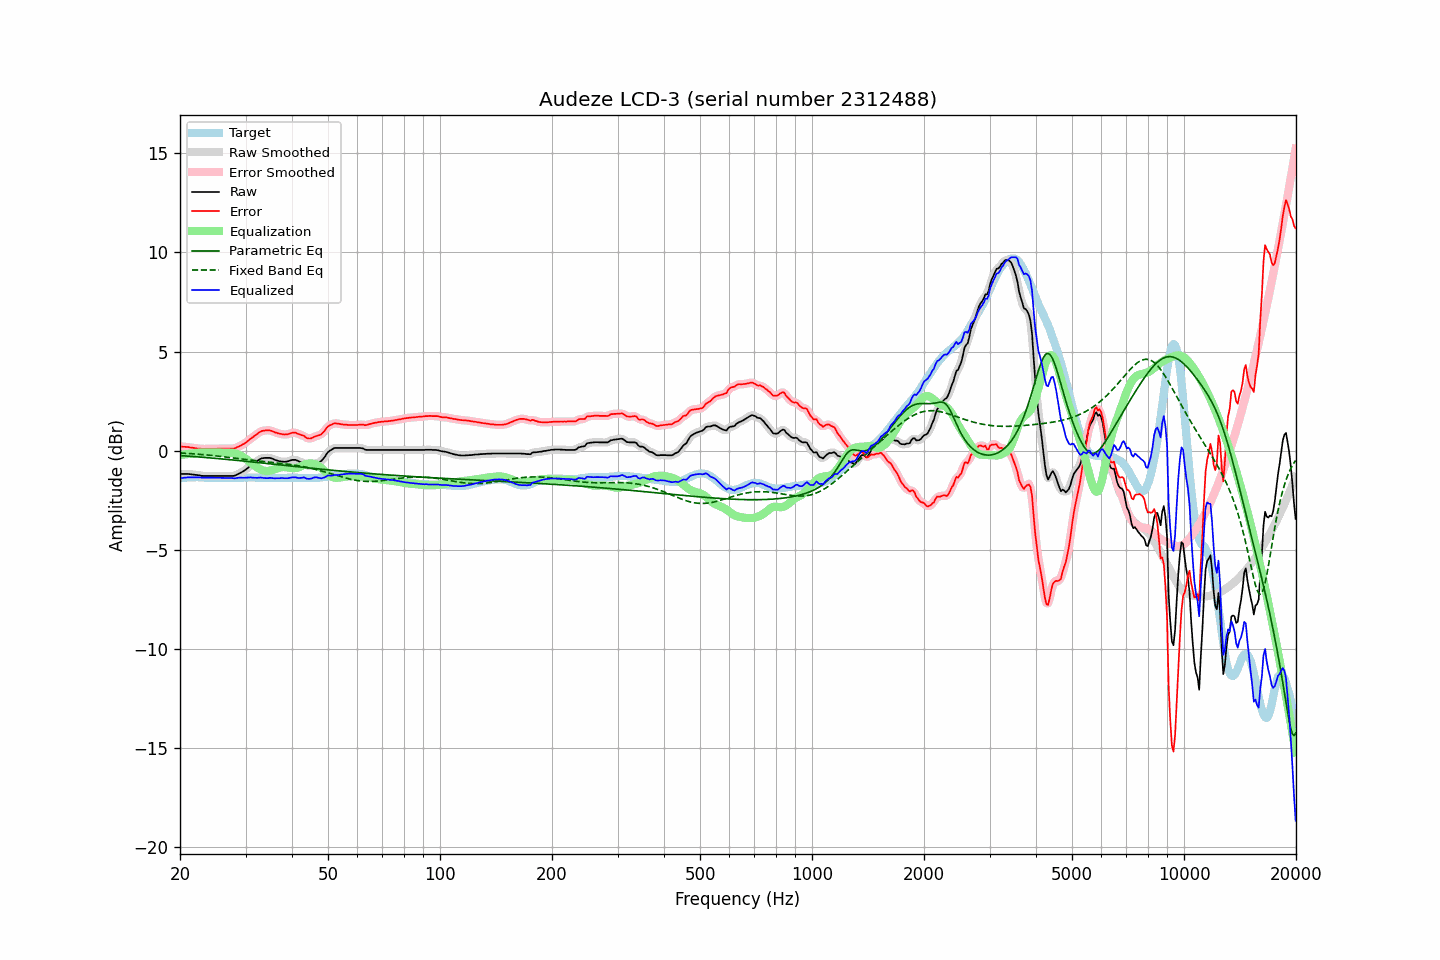 Audeze LCD-3 (serial number 2312488)
Target
Raw Smoothed
Error Smoothed
Raw
Error
Equalization
Parametric Eq
Fixed Band Eq
Equalized
15
10
5
0
−5
−10
−15
−20
Amplitude (dBr)
20
50
100
200
500
1000
2000
5000
10000
20000
Frequency (Hz)